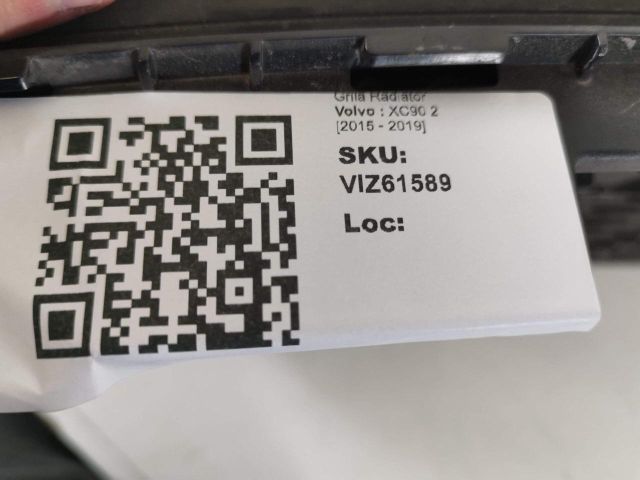 Grila Radiator
Volvo : XC90 2
[2015 - 2019]
SKU:
VIZ61589
Loc: